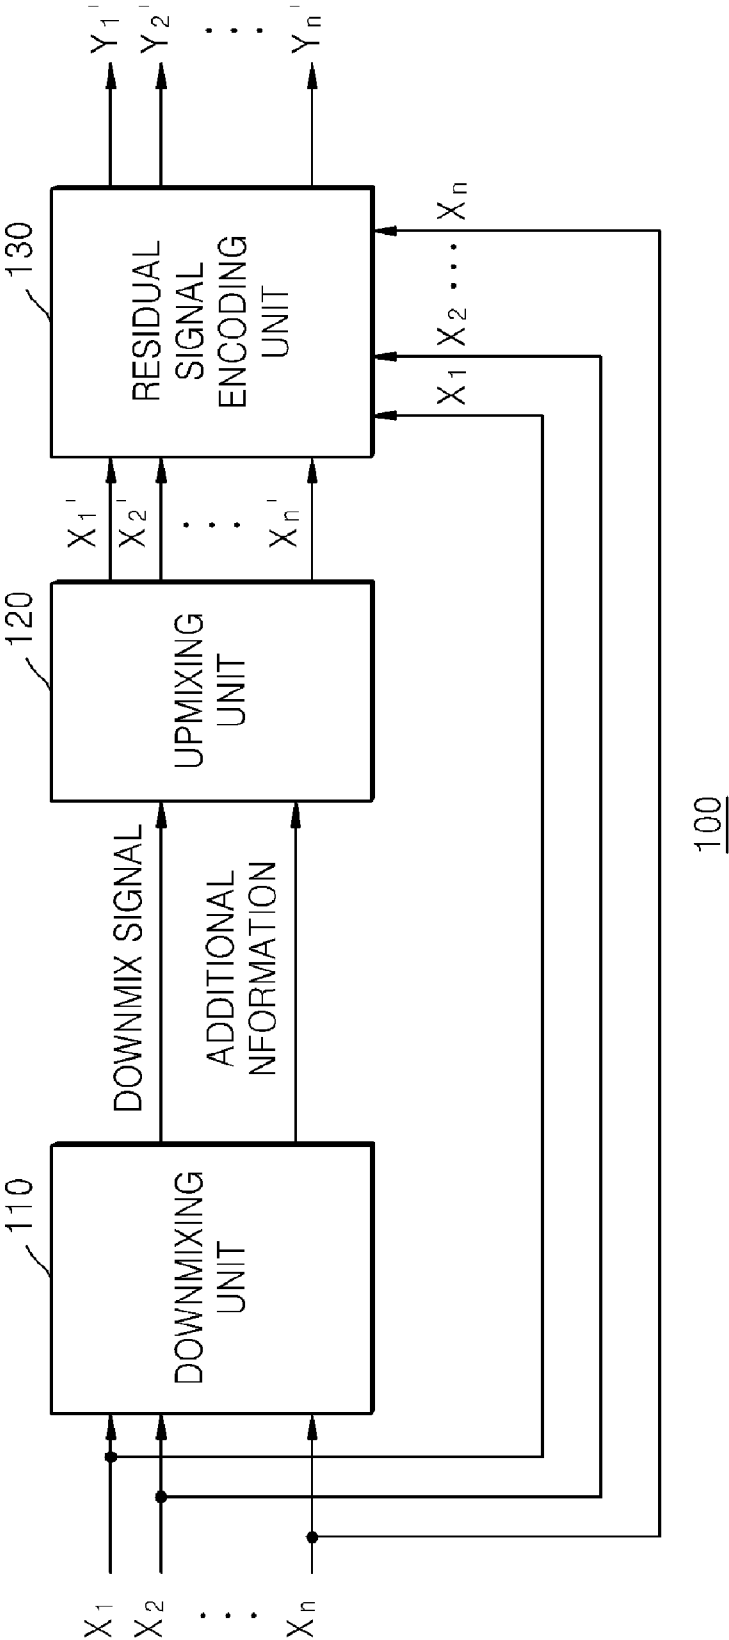 110
120
130
X1
X2
...
Xn
DOWNMIXING
UNIT
DOWNMIX SIGNAL
ADDITIONAL
NFORMATION
UPMIXING
UNIT
X1'
X2'
...
Xn'
RESIDUAL
SIGNAL
ENCODING
UNIT
Y1'
Y2'
...
Yn'
X1 X2 ... Xn
100